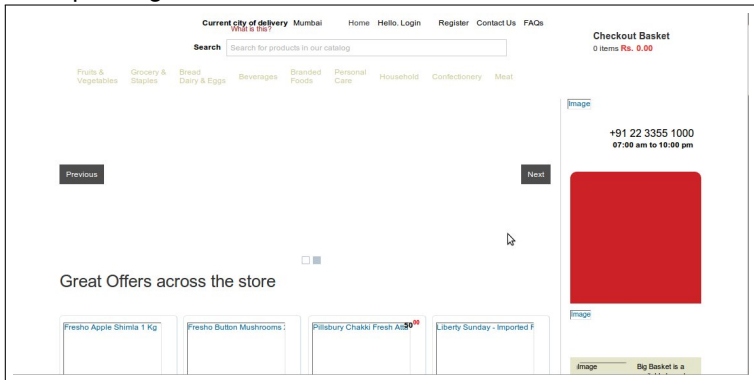 Current city of delivery Mumbai Home Hello. Login Register Contact Us FAQs
What is this?
Search Search for products in our catalog
Checkout Basket
0 items Rs. 0.00
Fruits & Vegetables
Grocery & Staples
Bread Dairy & Eggs
Beverages
Branded Foods
Personal Care
Household
Confectionery
Meat
Image
+91 22 3355 1000
07:00 am to 10:00 pm
Previous
Next
Great Offers across the store
Image
Fresho Apple Shimla 1 Kg
Fresho Button Mushrooms
Pillsbury Chakki Fresh Atta
50 00
Liberty Sunday - Imported
Image
Big Basket is a